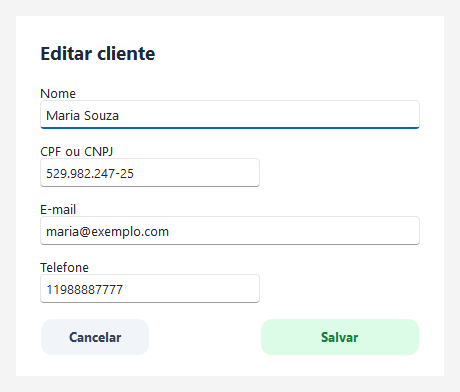 Editar cliente
Nome
Maria Souza
CPF ou CNPJ
529.982.247-25
E-mail
maria@exemplo.com
Telefone
11988887777
Cancelar Salvar